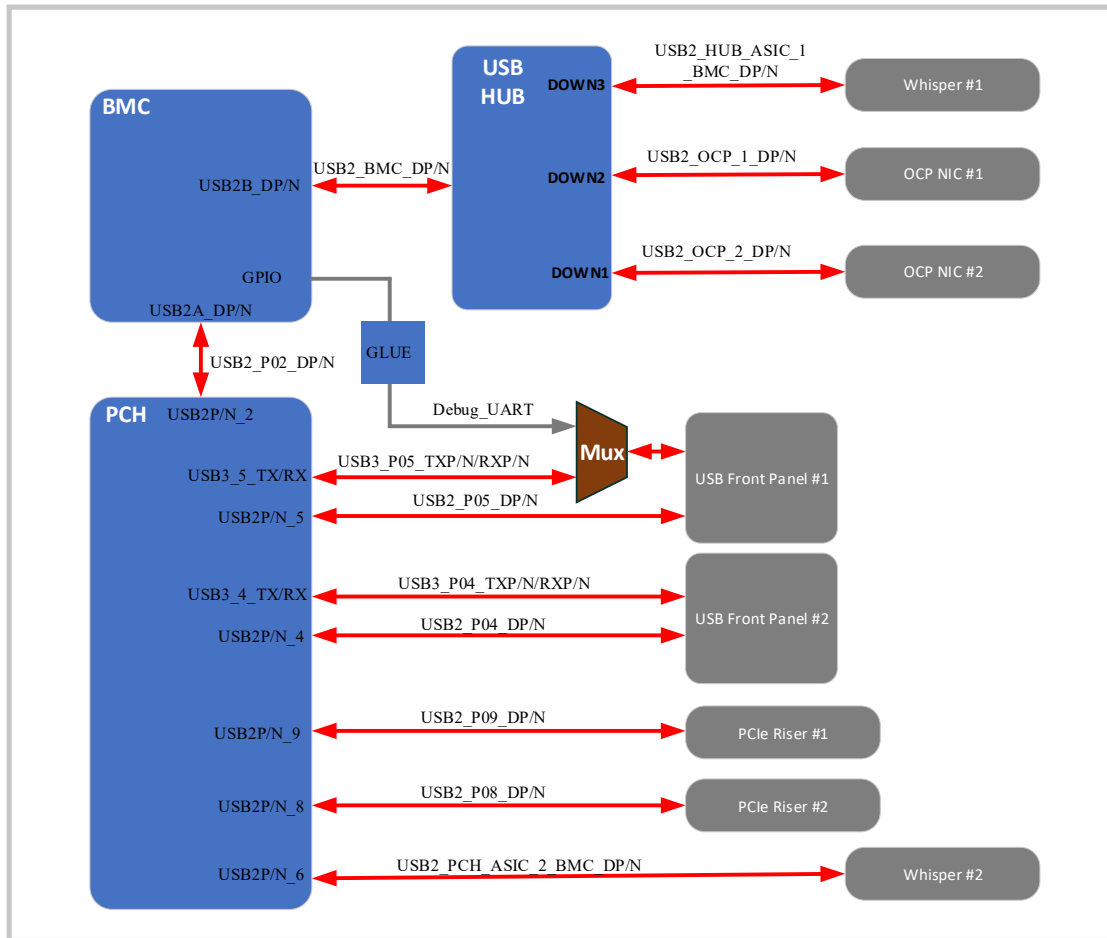 USB2_HUB_ASIC_1
_BMC_DP/N
USB
HUB
DOWN3
Whisper #1
BMC
USB2_BMC_DP/N
USB2_OCP_1_DP/N
DOWN2
OCP NIC #1
USB2B_DP/N
USB2_OCP_2_DP/N
DOWN1
OCP NIC #2
GPIO
USB2A_DP/N
GLUE
USB2_P02_DP/N
PCH
USB2P/N_2
Debug_UART
Mux
USB3_P05_TXP/N/RXP/N
USB3_5_TX/RX
USB Front Panel #1
USB2_P05_DP/N
USB2P/N_5
USB3_P04_TXP/N/RXP/N
USB3_4_TX/RX
USB Front Panel #2
USB2_P04_DP/N
USB2P/N_4
USB2_P09_DP/N
USB2P/N_9
PCIe Riser #1
USB2_P08_DP/N
USB2P/N_8
PCIe Riser #2
USB2_PCH_ASIC_2_BMC_DP/N
USB2P/N_6
Whisper #2